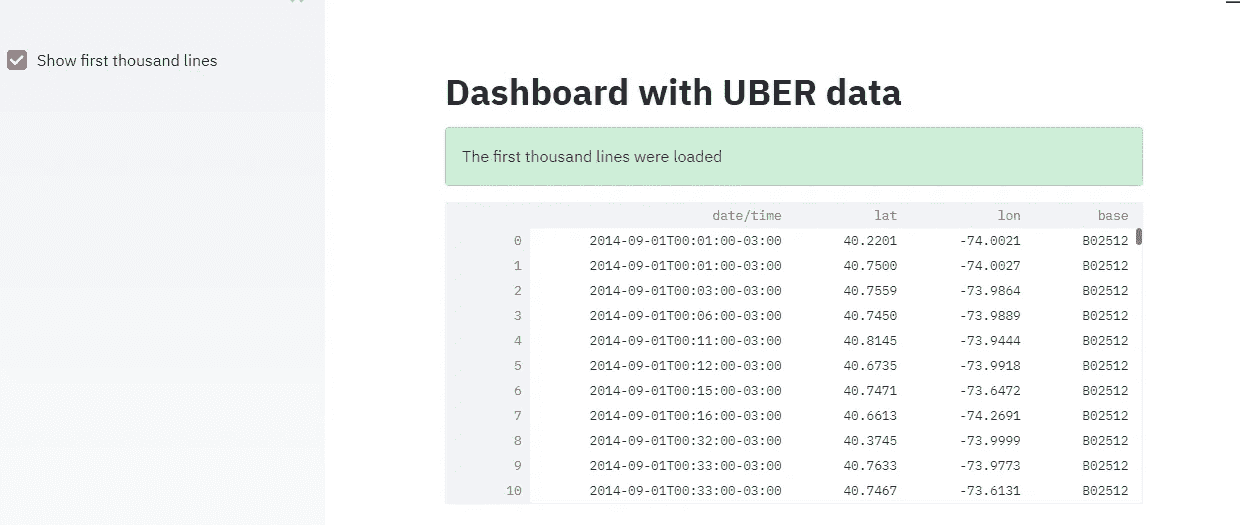 Show first thousand lines
Dashboard with UBER data
The first thousand lines were loaded
date/time lat lon base
0 2014-09-01T00:01:00-03:00 40.2201 -74.0021 B02512
1 2014-09-01T00:01:00-03:00 40.7500 -74.0027 B02512
2 2014-09-01T00:03:00-03:00 40.7559 -73.9864 B02512
3 2014-09-01T00:06:00-03:00 40.7450 -73.9889 B02512
4 2014-09-01T00:11:00-03:00 40.8145 -73.9444 B02512
5 2014-09-01T00:12:00-03:00 40.6735 -73.9918 B02512
6 2014-09-01T00:15:00-03:00 40.7471 -73.6472 B02512
7 2014-09-01T00:16:00-03:00 40.6613 -74.2691 B02512
8 2014-09-01T00:32:00-03:00 40.3745 -73.9999 B02512
9 2014-09-01T00:33:00-03:00 40.7633 -73.9773 B02512
10 2014-09-01T00:33:00-03:00 40.7467 -73.6131 B02512